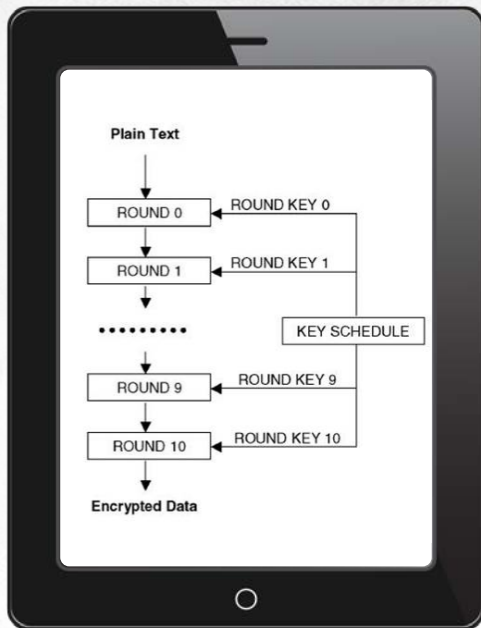 Plain Text
ROUND 0
ROUND KEY 0
ROUND 1
ROUND KEY 1
KEY SCHEDULE
ROUND 9
ROUND KEY 9
ROUND 10
ROUND KEY 10
Encrypted Data